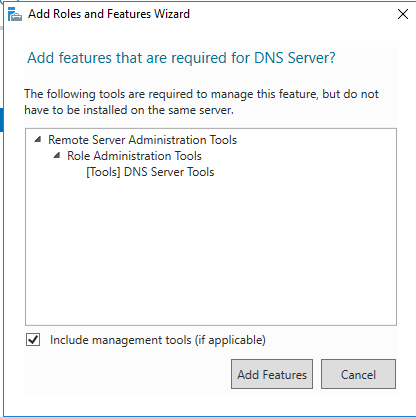 Add Roles and Features Wizard
Add features that are required for DNS Server?
The following tools are required to manage this feature, but do not
have to be installed on the same server.
Remote Server Administration Tools
Role Administration Tools
[Tools] DNS Server Tools
Include management tools (if applicable)
Add Features
Cancel